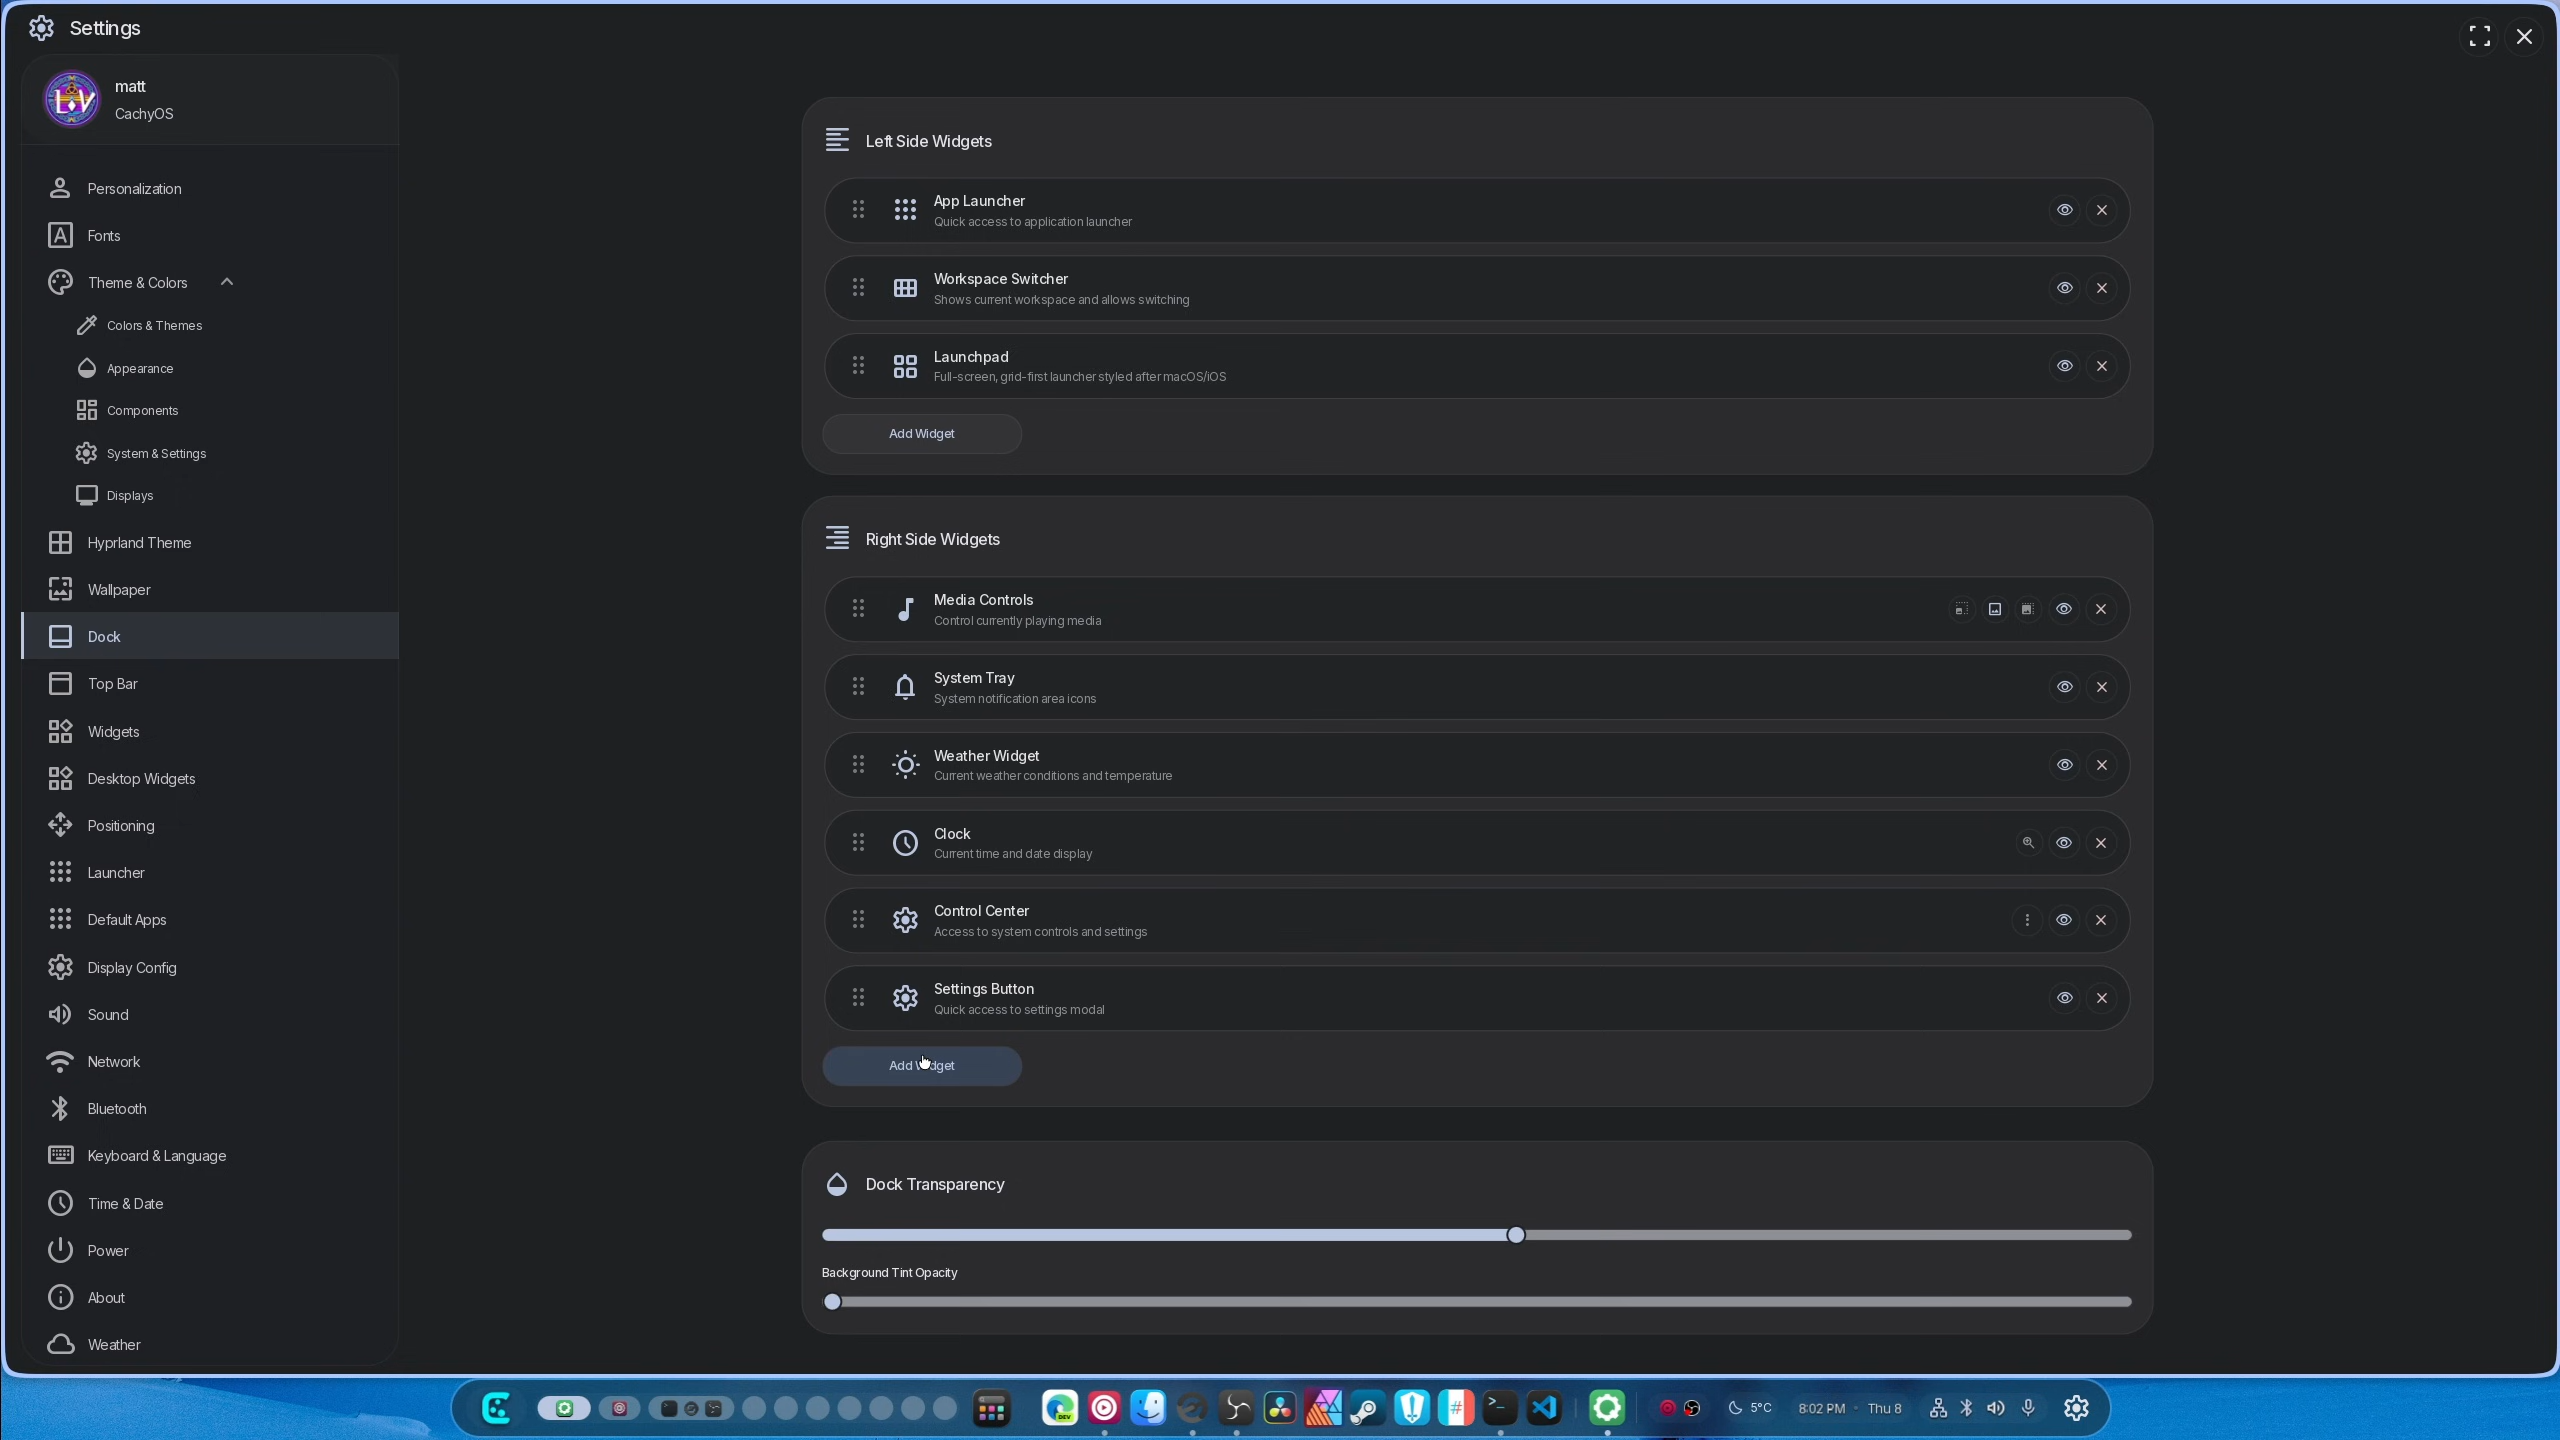 Settings
matt
CachyOS
Personalization
Fonts
Theme & Colors
Colors & Themes
Appearance
Components
System & Settings
Displays
Hyprland Theme
Wallpaper
Dock
Top Bar
Widgets
Desktop Widgets
Positioning
Launcher
Default Apps
Display Config
Sound
Network
Bluetooth
Keyboard & Language
Time & Date
Power
About
Weather
Left Side Widgets
App Launcher
Quick access to application launcher
Workspace Switcher
Shows current workspace and allows switching
Launchpad
Full-screen, grid-first launcher styled after macOS/iOS
Add Widget
Right Side Widgets
Media Controls
Control currently playing media
System Tray
System notification area icons
Weather Widget
Current weather conditions and temperature
Clock
Current time and date display
Control Center
Access to system controls and settings
Settings Button
Quick access to settings modal
Add Widget
Dock Transparency
Background Tint Opacity
DEV
5°C
8:02 PM · Thu 8